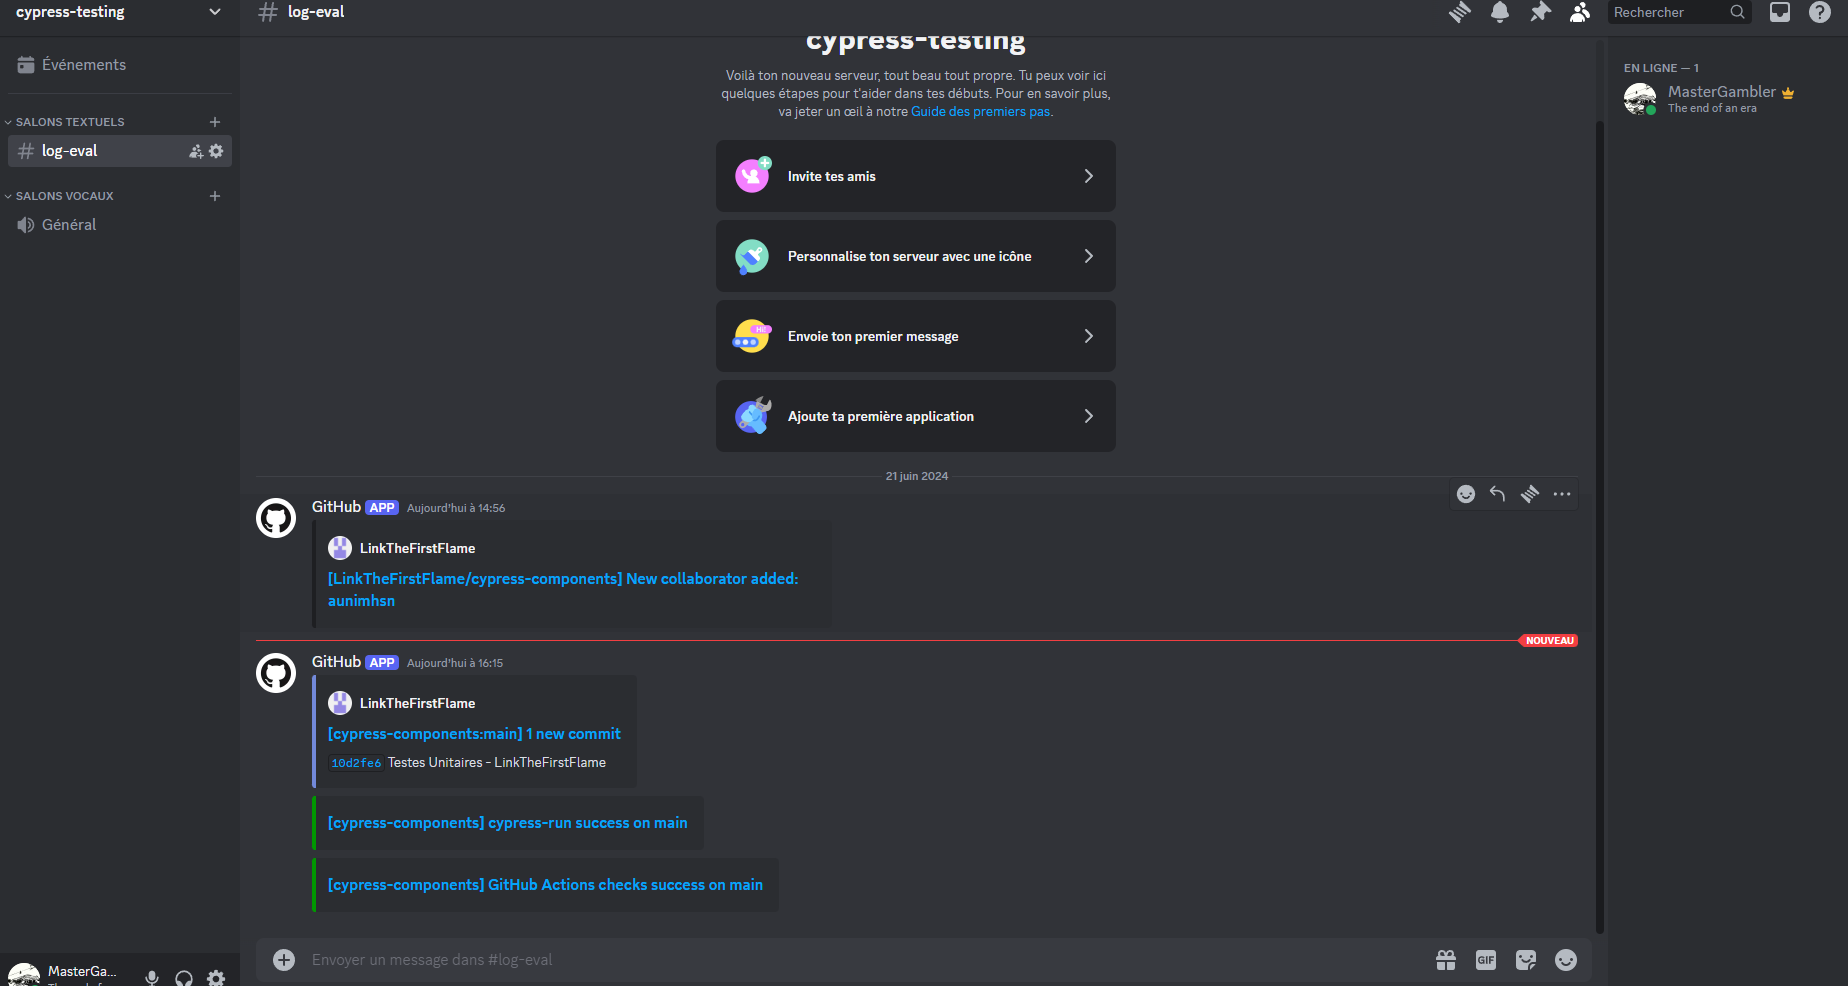 cypress-testing
log-eval
Rechercher
Événements
SALONS TEXTUELS
log-eval
SALONS VOCAUX
Général
cypress-testing
Voilà ton nouveau serveur, tout beau tout propre. Tu peux voir ici
quelques étapes pour t'aider dans tes débuts. Pour en savoir plus,
va jeter un œil à notre Guide des premiers pas.
Invite tes amis
Personnalise ton serveur avec une icône
Hi!
Envoie ton premier message
Ajoute ta première application
21 juin 2024
GitHub APP Aujourd'hui à 14:56
LinkTheFirstFlame
[LinkTheFirstFlame/cypress-components] New collaborator added:
aunimhsn
NOUVEAU
GitHub APP Aujourd'hui à 16:15
LinkTheFirstFlame
[cypress-components:main] 1 new commit
10d2fe6 Testes Unitaires - LinkTheFirstFlame
[cypress-components] cypress-run success on main
[cypress-components] GitHub Actions checks success on main
Envoyer un message dans #log-eval
GIF
EN LIGNE — 1
MasterGambler
The end of an era
MasterGa...